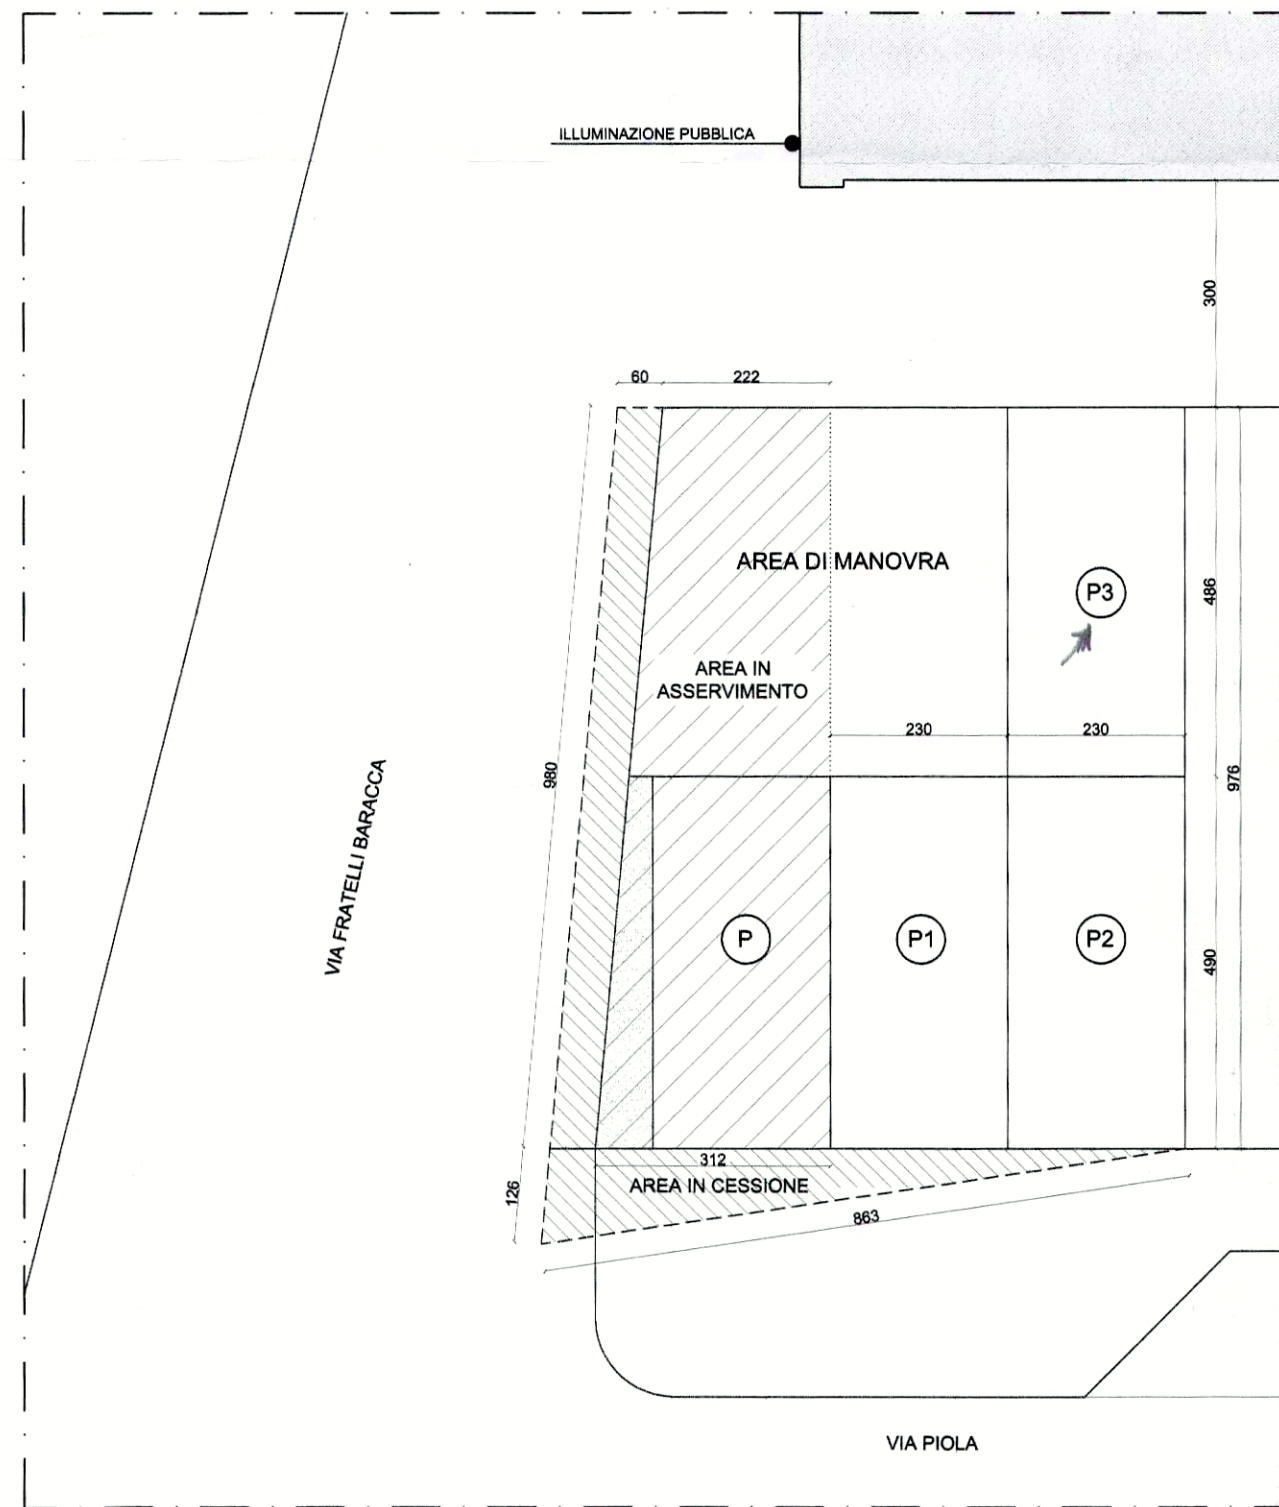 ILLUMINAZIONE PUBBLICA
300
60
222
AREA DI MANOVRA
P3
486
AREA IN
ASSERVIMENTO
230
230
980
976
VIA FRATELLI BARACCA
P
P1
P2
490
312
126
AREA IN CESSIONE
863
VIA PIOLA